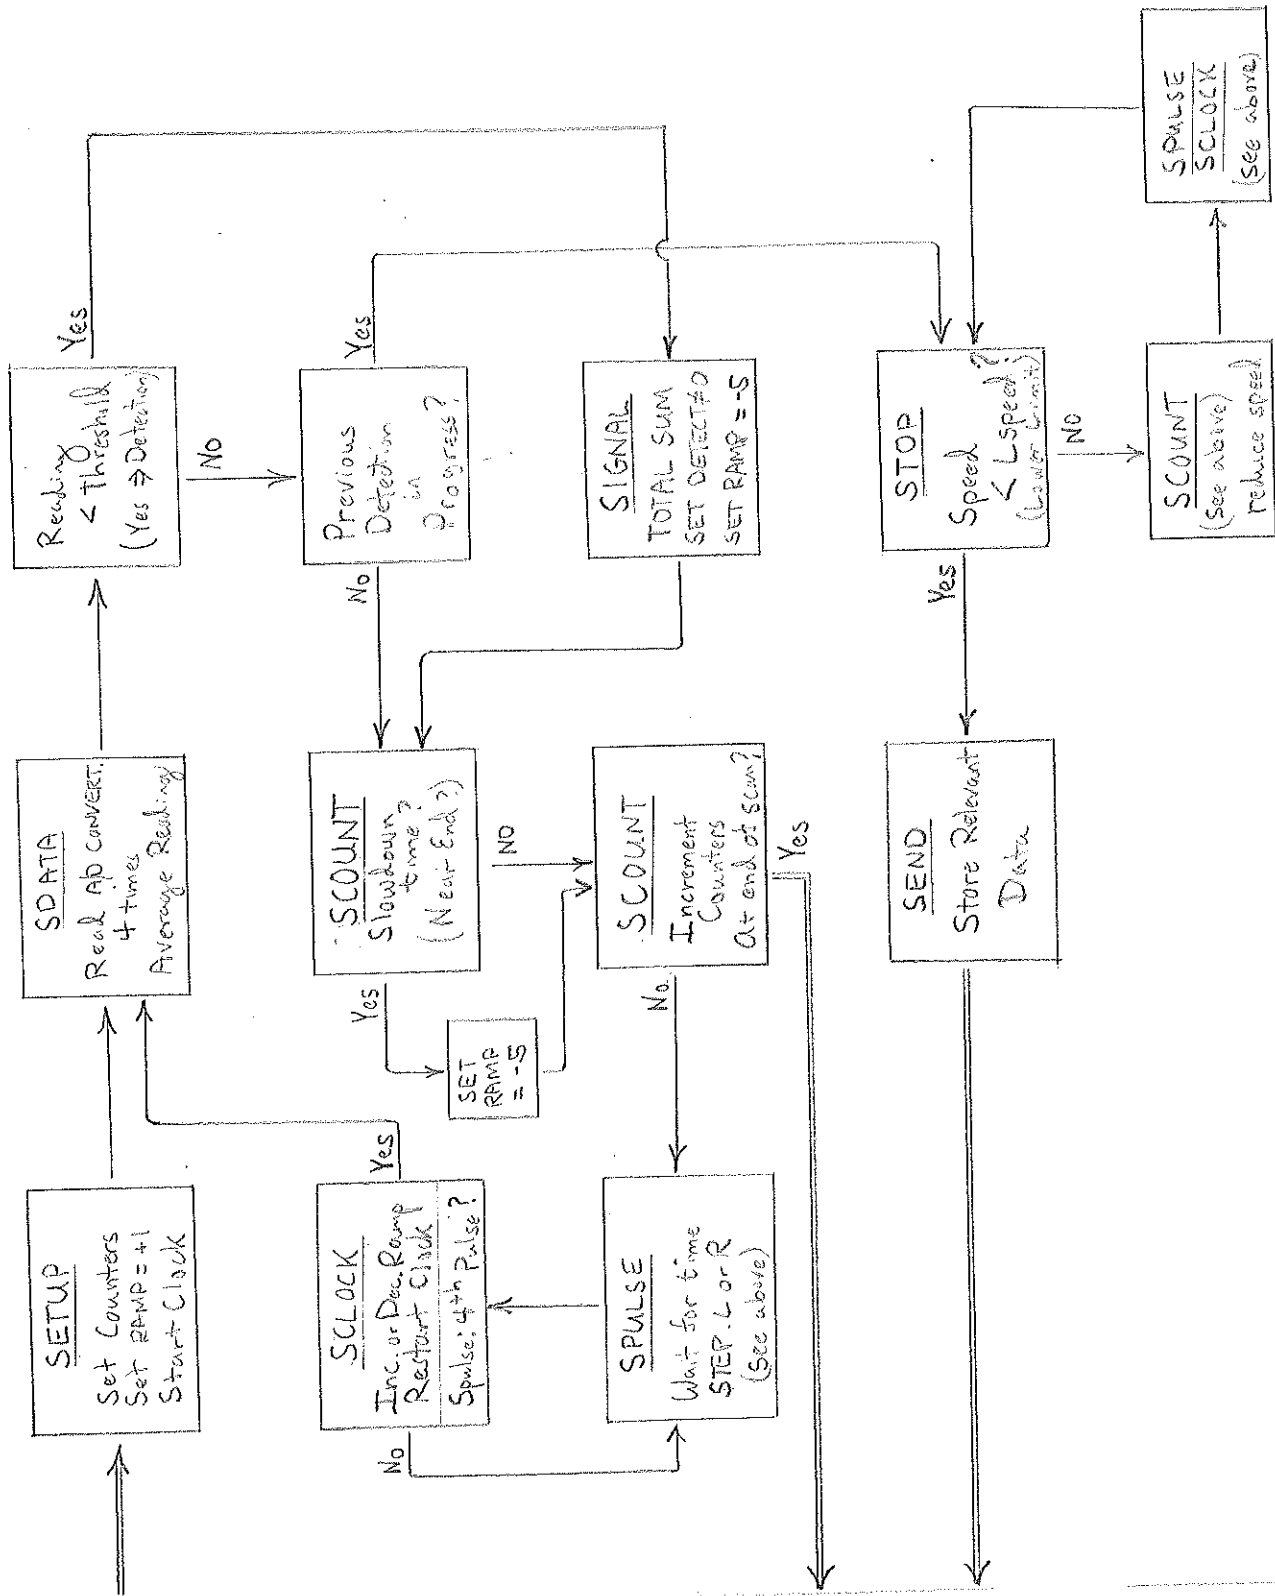 SETUP
Set Counters
Set RAMP=+1
Start Clock
SDATA
Read A/D CONVERT.
4 times
Average Reading
Reading
< Threshold
(Yes ⇒ Detection)
Yes
NO
SCLOCK
Inc. or Dec. Ramp
Restart Clock
Spulse: 4th Pulse?
Yes
No
SCOUNT
Slowdown
time?
(Near End?)
Yes
NO
No
Previous
Detection
in
Progress?
Yes
SET
RAMP
= -5
SPULSE
Wait for time
STEP. L or R
(See above)
SCOUNT
Increment
Counters
At end of scan?
No
Yes
SIGNAL
TOTAL SUM
SET DETECT≠0
SET RAMP = -5
SEND
Store Relevant
Data
Yes
STOP
Speed
< Lspeed?
(Lower Limit)
NO
SCOUNT
(See above)
reduce speed
SPULSE
SCLOCK
(see above)